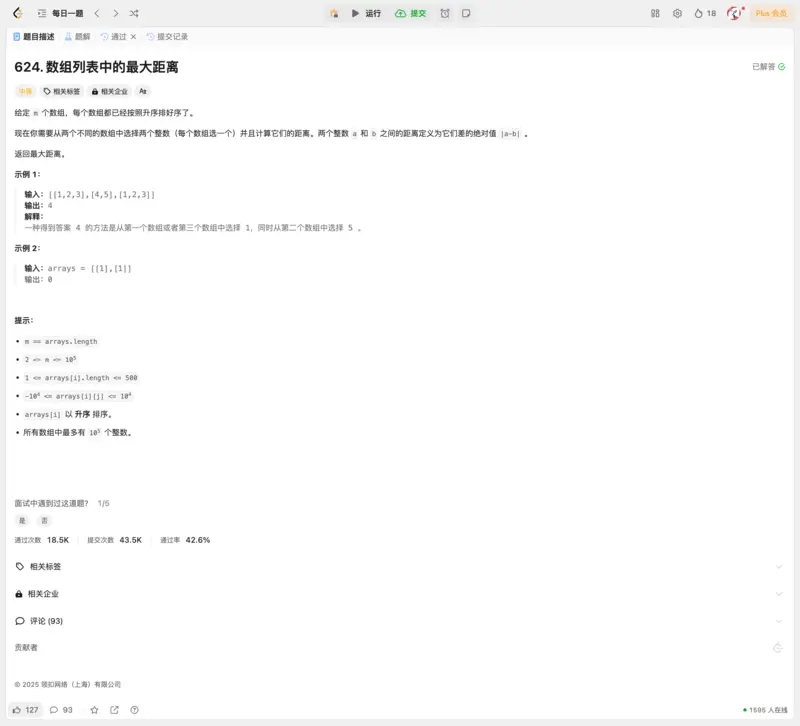 每日一题
运行
提交
18
Plus 会员
题目描述
题解
通过
提交记录
624. 数组列表中的最大距离
已解答
中等
相关标签
相关企业
Ax
给定 m 个数组，每个数组都已经按照升序排好序了。
现在你需要从两个不同的数组中选择两个整数（每个数组选一个）并且计算它们的距离。两个整数 a 和 b 之间的距离定义为它们差的绝对值 |a-b| 。
返回最大距离。
示例 1：
输入： [[1,2,3],[4,5],[1,2,3]]
输出： 4
解释：
一种得到答案 4 的方法是从第一个数组或者第三个数组中选择 1，同时从第二个数组中选择 5 。
示例 2：
输入：arrays = [[1],[1]]
输出：0
提示：
• m == arrays.length
• 2 <= m <= 10⁵
• 1 <= arrays[i].length <= 500
• -10⁴ <= arrays[i][j] <= 10⁴
• arrays[i] 以 升序 排序。
• 所有数组中最多有 10⁵ 个整数。
面试中遇到过这道题? 1/5
是 否
通过次数 18.5K 提交次数 43.5K 通过率 42.6%
相关标签
相关企业
评论 (93)
贡献者
© 2025 领扣网络（上海）有限公司
127 93
1595 人在线